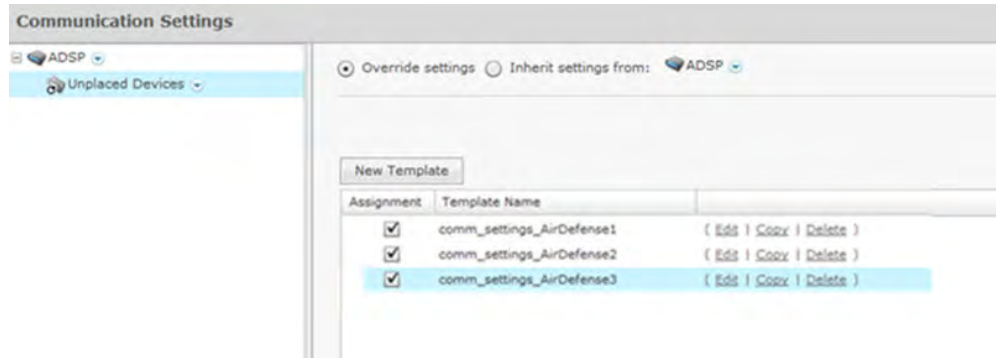 Communication Settings
ADSP
Unplaced Devices
Override settings Inherit settings from: ADSP
New Template
Assignment Template Name
comm_settings_AirDefense1 ( Edit | Copy | Delete )
comm_settings_AirDefense2 ( Edit | Copy | Delete )
comm_settings_AirDefense3 ( Edit | Copy | Delete )